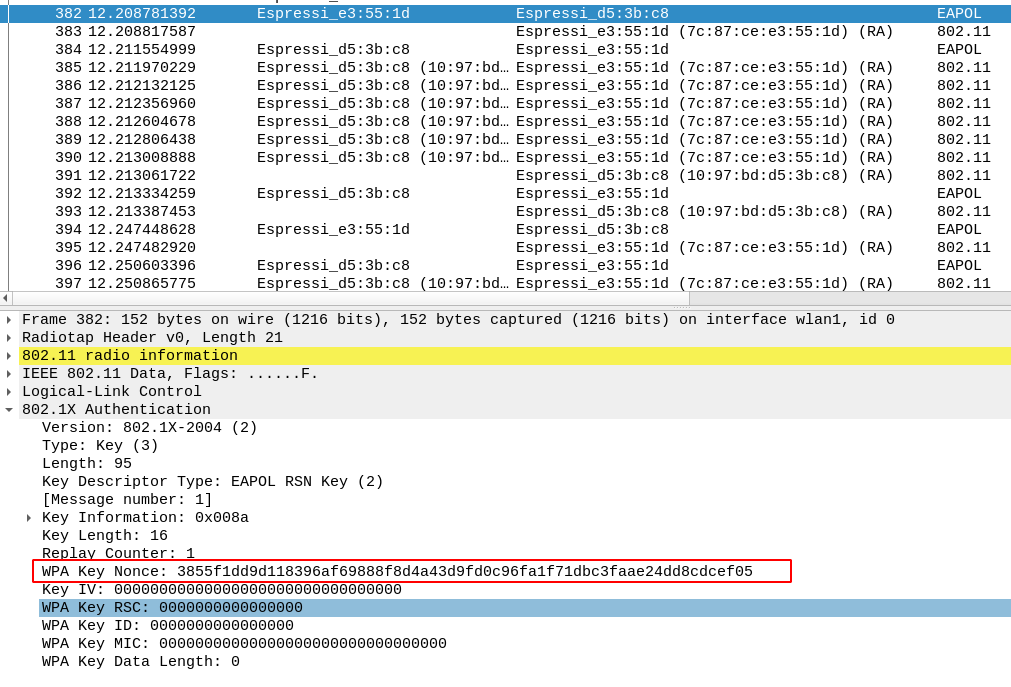 382 12.208781392 Espressi_e3:55:1d Espressi_d5:3b:c8 EAPOL
383 12.208817587 Espressi_e3:55:1d (7c:87:ce:e3:55:1d) (RA) 802.11
384 12.211554999 Espressi_d5:3b:c8 Espressi_e3:55:1d EAPOL
385 12.211970229 Espressi_d5:3b:c8 (10:97:bd… Espressi_e3:55:1d (7c:87:ce:e3:55:1d) (RA) 802.11
386 12.212132125 Espressi_d5:3b:c8 (10:97:bd… Espressi_e3:55:1d (7c:87:ce:e3:55:1d) (RA) 802.11
387 12.212356960 Espressi_d5:3b:c8 (10:97:bd… Espressi_e3:55:1d (7c:87:ce:e3:55:1d) (RA) 802.11
388 12.212604678 Espressi_d5:3b:c8 (10:97:bd… Espressi_e3:55:1d (7c:87:ce:e3:55:1d) (RA) 802.11
389 12.212806438 Espressi_d5:3b:c8 (10:97:bd… Espressi_e3:55:1d (7c:87:ce:e3:55:1d) (RA) 802.11
390 12.213008888 Espressi_d5:3b:c8 (10:97:bd… Espressi_e3:55:1d (7c:87:ce:e3:55:1d) (RA) 802.11
391 12.213061722 Espressi_d5:3b:c8 (10:97:bd:d5:3b:c8) (RA) 802.11
392 12.213334259 Espressi_d5:3b:c8 Espressi_e3:55:1d EAPOL
393 12.213387453 Espressi_d5:3b:c8 (10:97:bd:d5:3b:c8) (RA) 802.11
394 12.247448628 Espressi_e3:55:1d Espressi_d5:3b:c8 EAPOL
395 12.247482920 Espressi_e3:55:1d (7c:87:ce:e3:55:1d) (RA) 802.11
396 12.250603396 Espressi_d5:3b:c8 Espressi_e3:55:1d EAPOL
397 12.250865775 Espressi_d5:3b:c8 (10:97:bd… Espressi_e3:55:1d (7c:87:ce:e3:55:1d) (RA) 802.11
Frame 382: 152 bytes on wire (1216 bits), 152 bytes captured (1216 bits) on interface wlan1, id 0
Radiotap Header v0, Length 21
802.11 radio information
IEEE 802.11 Data, Flags: ......F.
Logical-Link Control
802.1X Authentication
Version: 802.1X-2004 (2)
Type: Key (3)
Length: 95
Key Descriptor Type: EAPOL RSN Key (2)
[Message number: 1]
Key Information: 0x008a
Key Length: 16
Replay Counter: 1
WPA Key Nonce: 3855f1dd9d118396af69888f8d4a43d9fd0c96fa1f71dbc3faae24dd8cdcef05
Key IV: 00000000000000000000000000000000
WPA Key RSC: 0000000000000000
WPA Key ID: 0000000000000000
WPA Key MIC: 00000000000000000000000000000000
WPA Key Data Length: 0